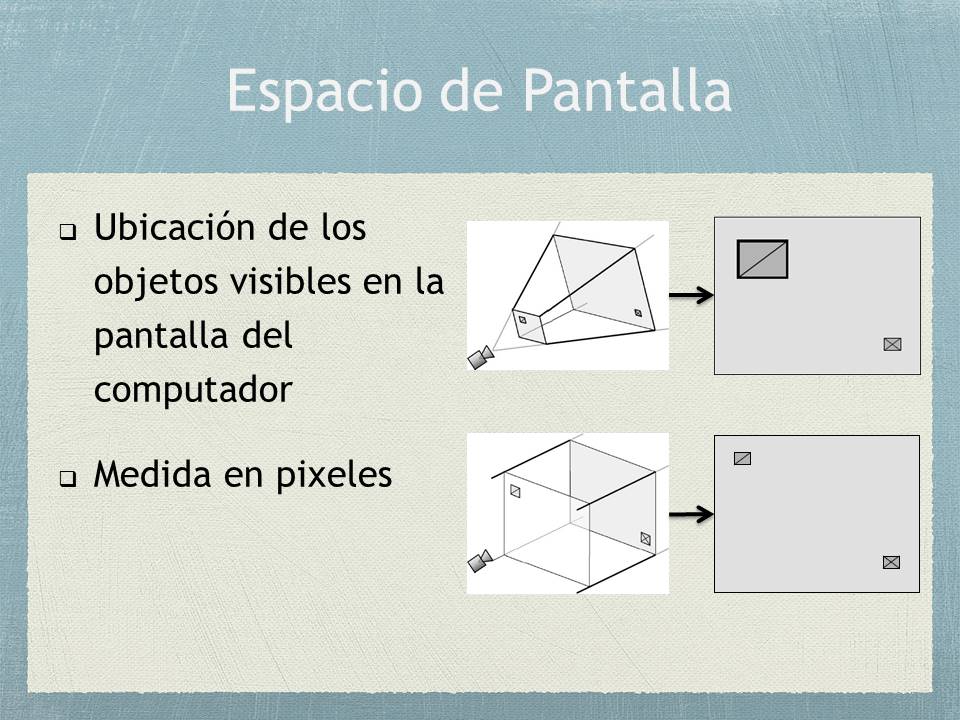 Espacio de Pantalla
Ubicación de los
objetos visibles en la
pantalla del
computador
Medida en pixeles